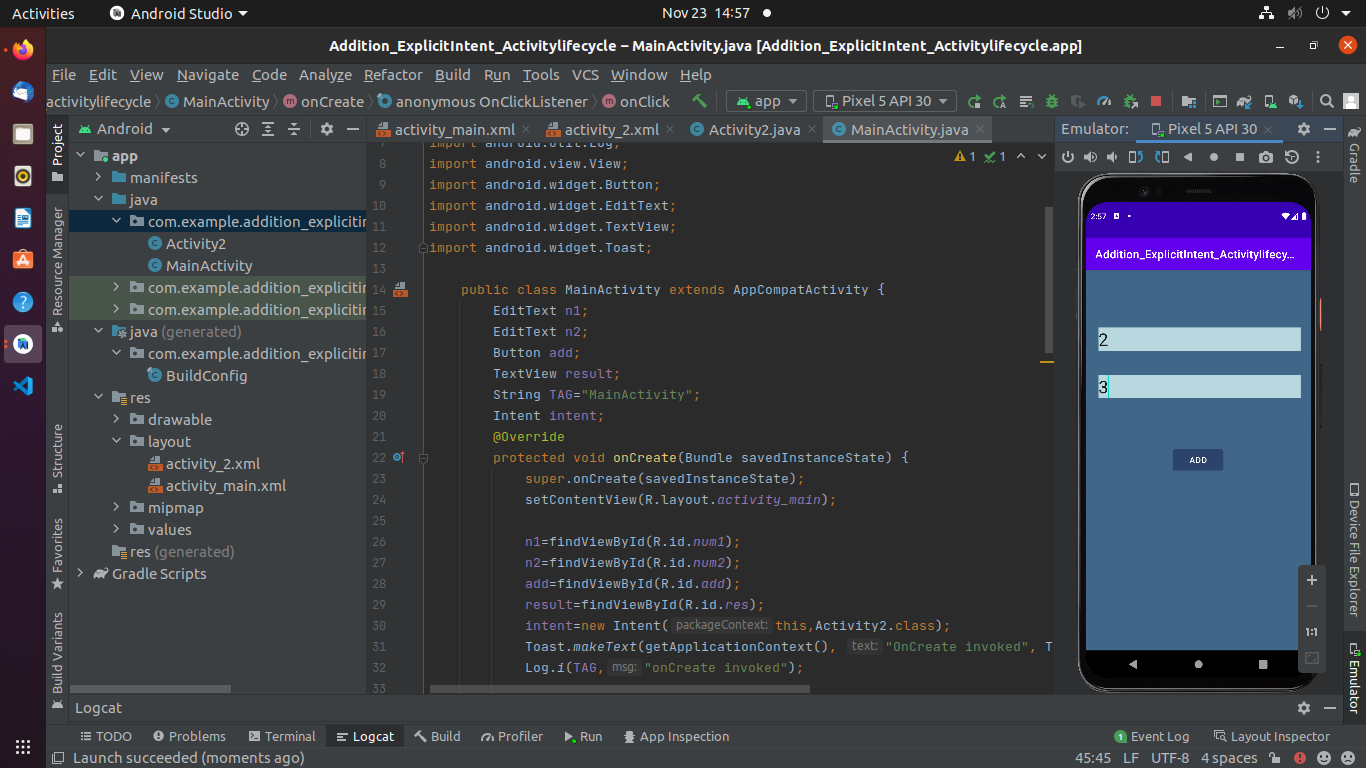 Activities Android Studio Nov 23 14:57
Addition_ExplicitIntent_Activitylifecycle – MainActivity.java [Addition_ExplicitIntent_Activitylifecycle.app]
File Edit View Navigate Code Analyze Refactor Build Run Tools VCS Window Help
activitylifecycle MainActivity onCreate anonymous OnClickListener onClick app Pixel 5 API 30
Project
Resource Manager
Structure
Favorites
Build Variants
Android
app
manifests
java
com.example.addition_explicitin
Activity2
MainActivity
com.example.addition_explicitin
com.example.addition_explicitin
java (generated)
com.example.addition_explicitin
BuildConfig
res
drawable
layout
activity_2.xml
activity_main.xml
mipmap
values
res (generated)
Gradle Scripts
activity_main.xml activity_2.xml Activity2.java MainActivity.java
1 1
7 import android.util.Log;
8 import android.view.View;
9 import android.widget.Button;
10 import android.widget.EditText;
11 import android.widget.TextView;
12 import android.widget.Toast;
13
14 public class MainActivity extends AppCompatActivity {
15 EditText n1;
16 EditText n2;
17 Button add;
18 TextView result;
19 String TAG="MainActivity";
20 Intent intent;
21 @Override
22 protected void onCreate(Bundle savedInstanceState) {
23 super.onCreate(savedInstanceState);
24 setContentView(R.layout.activity_main);
25
26 n1=findViewById(R.id.num1);
27 n2=findViewById(R.id.num2);
28 add=findViewById(R.id.add);
29 result=findViewById(R.id.res);
30 intent=new Intent( packageContext: this,Activity2.class);
31 Toast.makeText(getApplicationContext(), text: "OnCreate invoked", T
32 Log.i(TAG, msg: "onCreate invoked");
33
Emulator: Pixel 5 API 30
2:57
Addition_ExplicitIntent_Activitylifecy...
2
3
ADD
1:1
Gradle
Device File Explorer
Emulator
Logcat
TODO Problems Terminal Logcat Build Profiler Run App Inspection 1 Event Log Layout Inspector
Launch succeeded (moments ago) 45:45 LF UTF-8 4 spaces